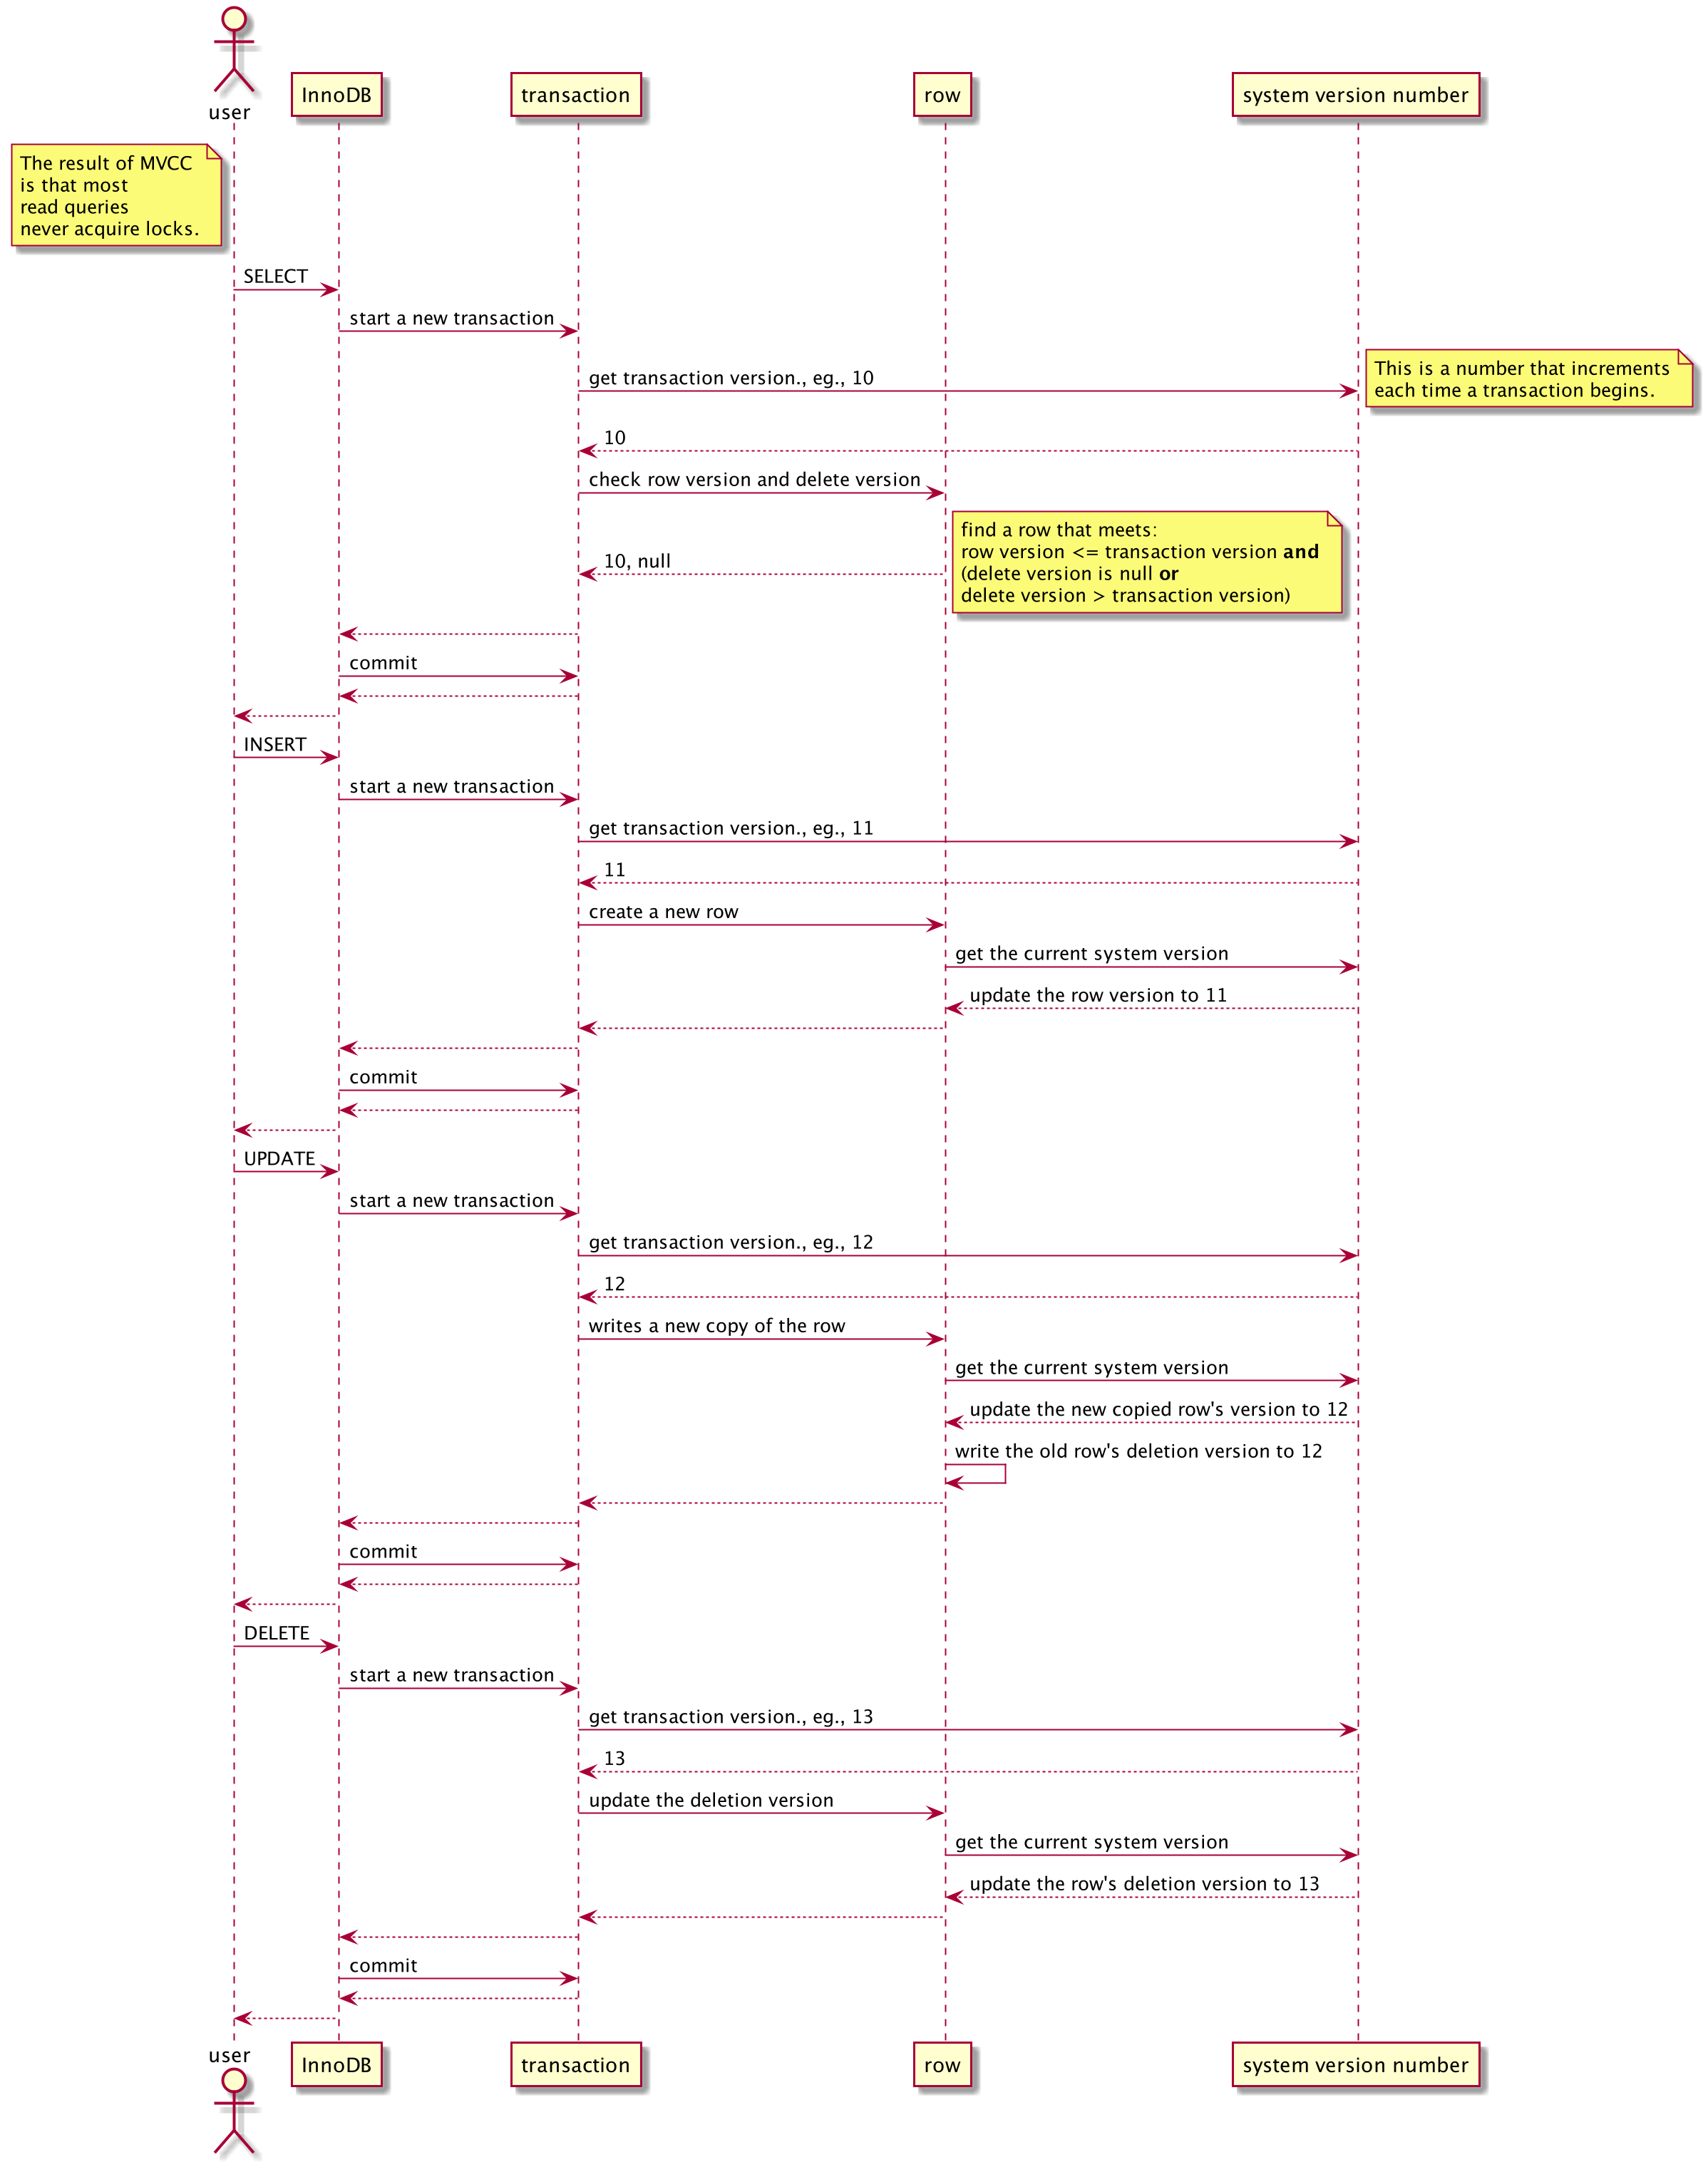 user
InnoDB
transaction
row
system version number
The result of MVCC
is that most
read queries
never acquire locks.
SELECT
start a new transaction
This is a number that increments
each time a transaction begins.
get transaction version., eg., 10
10
check row version and delete version
find a row that meets:
row version <= transaction version and
(delete version is null or
delete version > transaction version)
10, null
commit
INSERT
start a new transaction
get transaction version., eg., 11
11
create a new row
get the current system version
update the row version to 11
commit
UPDATE
start a new transaction
get transaction version., eg., 12
12
writes a new copy of the row
get the current system version
update the new copied row's version to 12
write the old row's deletion version to 12
commit
DELETE
start a new transaction
get transaction version., eg., 13
13
update the deletion version
get the current system version
update the row's deletion version to 13
commit
user
InnoDB
transaction
row
system version number